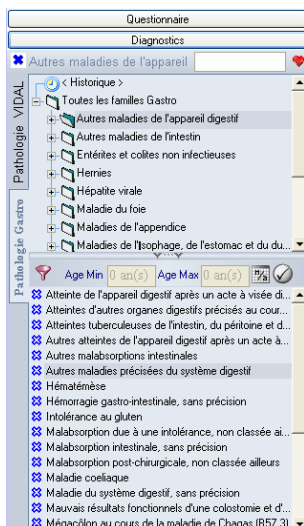 Questionnaire
Diagnostics
Autres maladies de l'appareil
Pathologie VIDAL
Pathologie Gastro
< Historique >
Toutes les familles Gastro
Autres maladies de l'appareil digestif
Autres maladies de l'intestin
Entérites et colites non infectieuses
Hernies
Hépatite virale
Maladie du foie
Maladies de l'appendice
Maladies de l'œsophage, de l'estomac et du du...
Age Min 0 an(s) Age Max 0 an(s)
Atteinte de l'appareil digestif après un acte à visée di...
Atteintes d'autres organes digestifs précisés au cour...
Atteintes tuberculeuses de l'intestin, du péritoine et d...
Autres atteintes de l'appareil digestif après un acte à...
Autres malabsorptions intestinales
Autres maladies précisées du système digestif
Hématémèse
Hémorragie gastro-intestinale, sans précision
Intolérance au gluten
Malabsorption due à une intolérance, non classée ai...
Malabsorption intestinale, sans précision
Malabsorption post-chirurgicale, non classée ailleurs
Maladie coeliaque
Maladie du système digestif, sans précision
Mauvais résultats fonctionnels d'une colostomie et d'...
Mégacôlon au cours de la maladie de Chagas (B57.3)